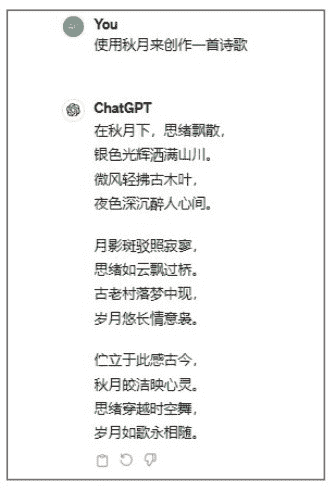 You
使用秋月来创作一首诗歌
ChatGPT
在秋月下，思绪飘散，
银色光辉洒满山川。
微风轻拂古木叶，
夜色深沉醉人心间。
月影斑驳照寂寥，
思绪如云飘过桥。
古老村落梦中现，
岁月悠长情意袅。
伫立于此感古今，
秋月皎洁映心灵。
思绪穿越时空舞，
岁月如歌永相随。